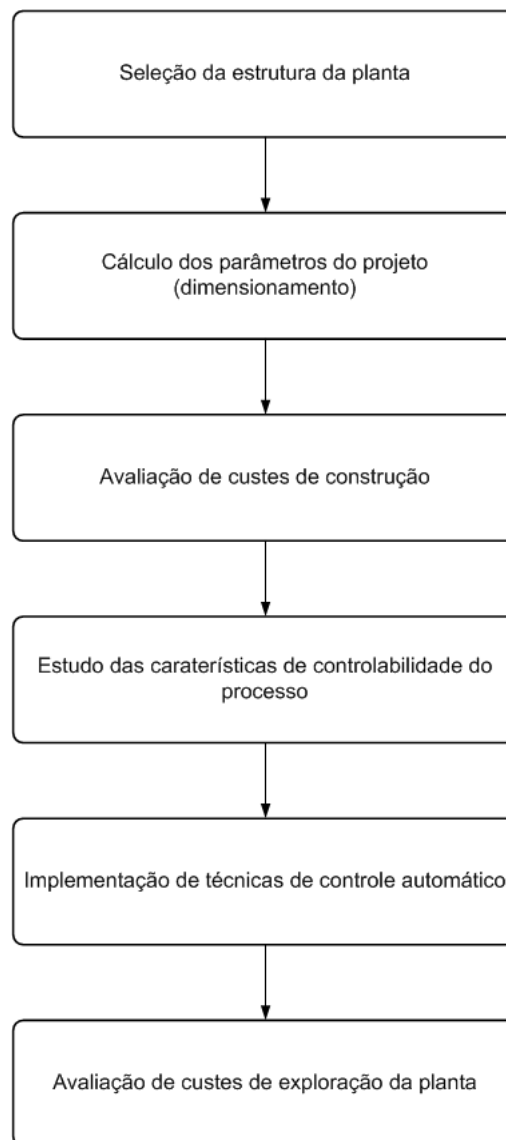 Seleção da estrutura da planta
Cálculo dos parâmetros do projeto
(dimensionamento)
Avaliação de custes de construção
Estudo das caraterísticas de controlabilidade do
processo
Implementação de técnicas de controle automático
Avaliação de custes de exploração da planta